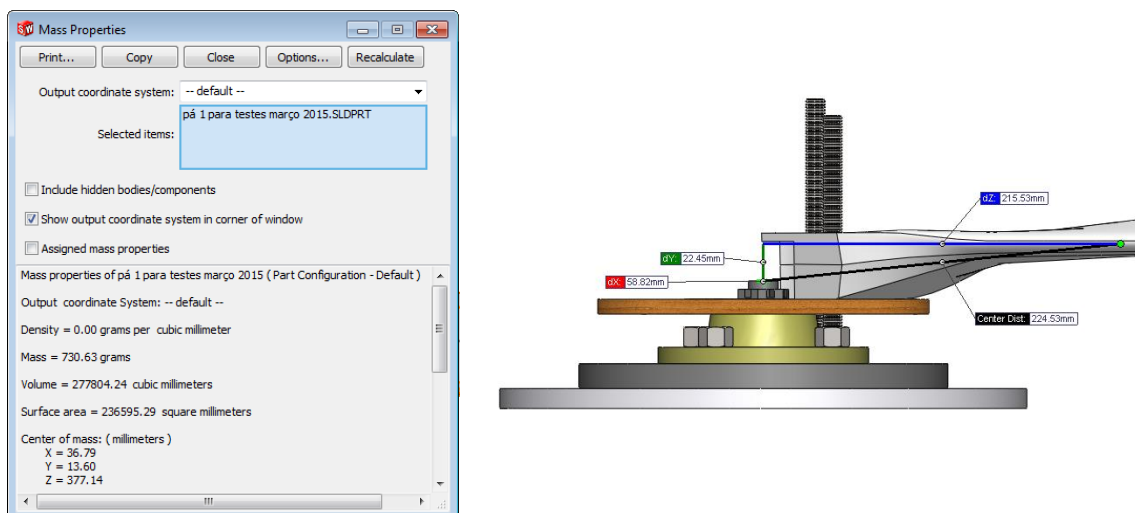 SW Mass Properties
Print... Copy Close Options... Recalculate
Output coordinate system: -- default --
pá 1 para testes março 2015.SLDPRT
Selected items:
Include hidden bodies/components
Show output coordinate system in corner of window
Assigned mass properties
Mass properties of pá 1 para testes março 2015 ( Part Configuration - Default )
Output coordinate System: -- default --
Density = 0.00 grams per cubic millimeter
Mass = 730.63 grams
Volume = 277804.24 cubic millimeters
Surface area = 236595.29 square millimeters
Center of mass: ( millimeters )
X = 36.79
Y = 13.60
Z = 377.14
dZ: 215.53mm
dY: 22.45mm
dX: 58.82mm
Center Dist: 224.53mm